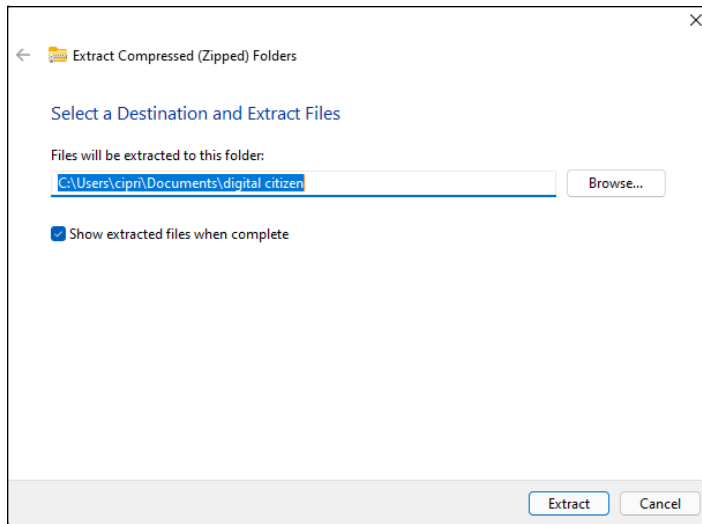 Extract Compressed (Zipped) Folders
Select a Destination and Extract Files
Files will be extracted to this folder:
C:\Users\cipri\Documents\digital citizen
Browse...
Show extracted files when complete
Extract Cancel